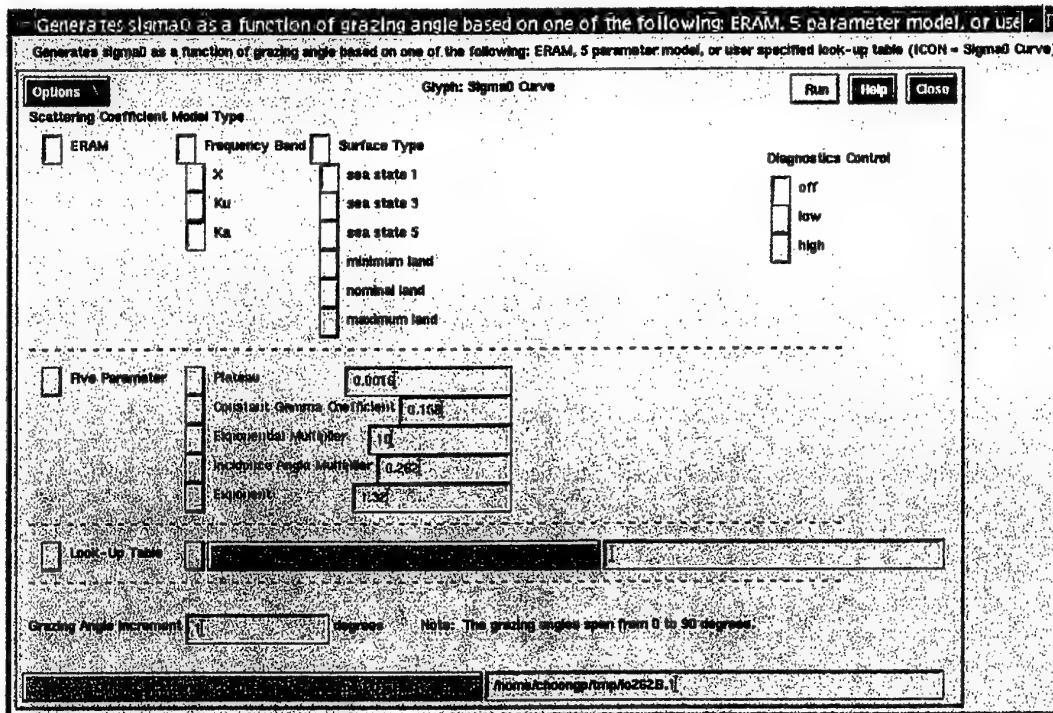 Generates sigma0 as a function of grazing angle based on one of the following: ERAM, 5 parameter model, or use
Generates sigma0 as a function of grazing angle based on one of the following: ERAM, 5 parameter model, or user specified look-up table (ICON = Sigma0 Curve)
Options Glyph: Sigma0 Curve Run Help Close
Scattering Coefficient Model Type
ERAM Frequency Band Surface Type
Diagnostics Control
X sea state 1
off
Ku sea state 3
low
Ka sea state 5
high
minimum land
nominal land
maximum land
Five Parameter Plateau 0.0016
Constant Gamma Coefficient 0.158
Exponential Multiplier 10
Incidence Angle Multiplier 0.262
Exponent 1.32
Look-Up Table
Grazing Angle Increment 1 degrees Note: The grazing angles span from 0 to 90 degrees.